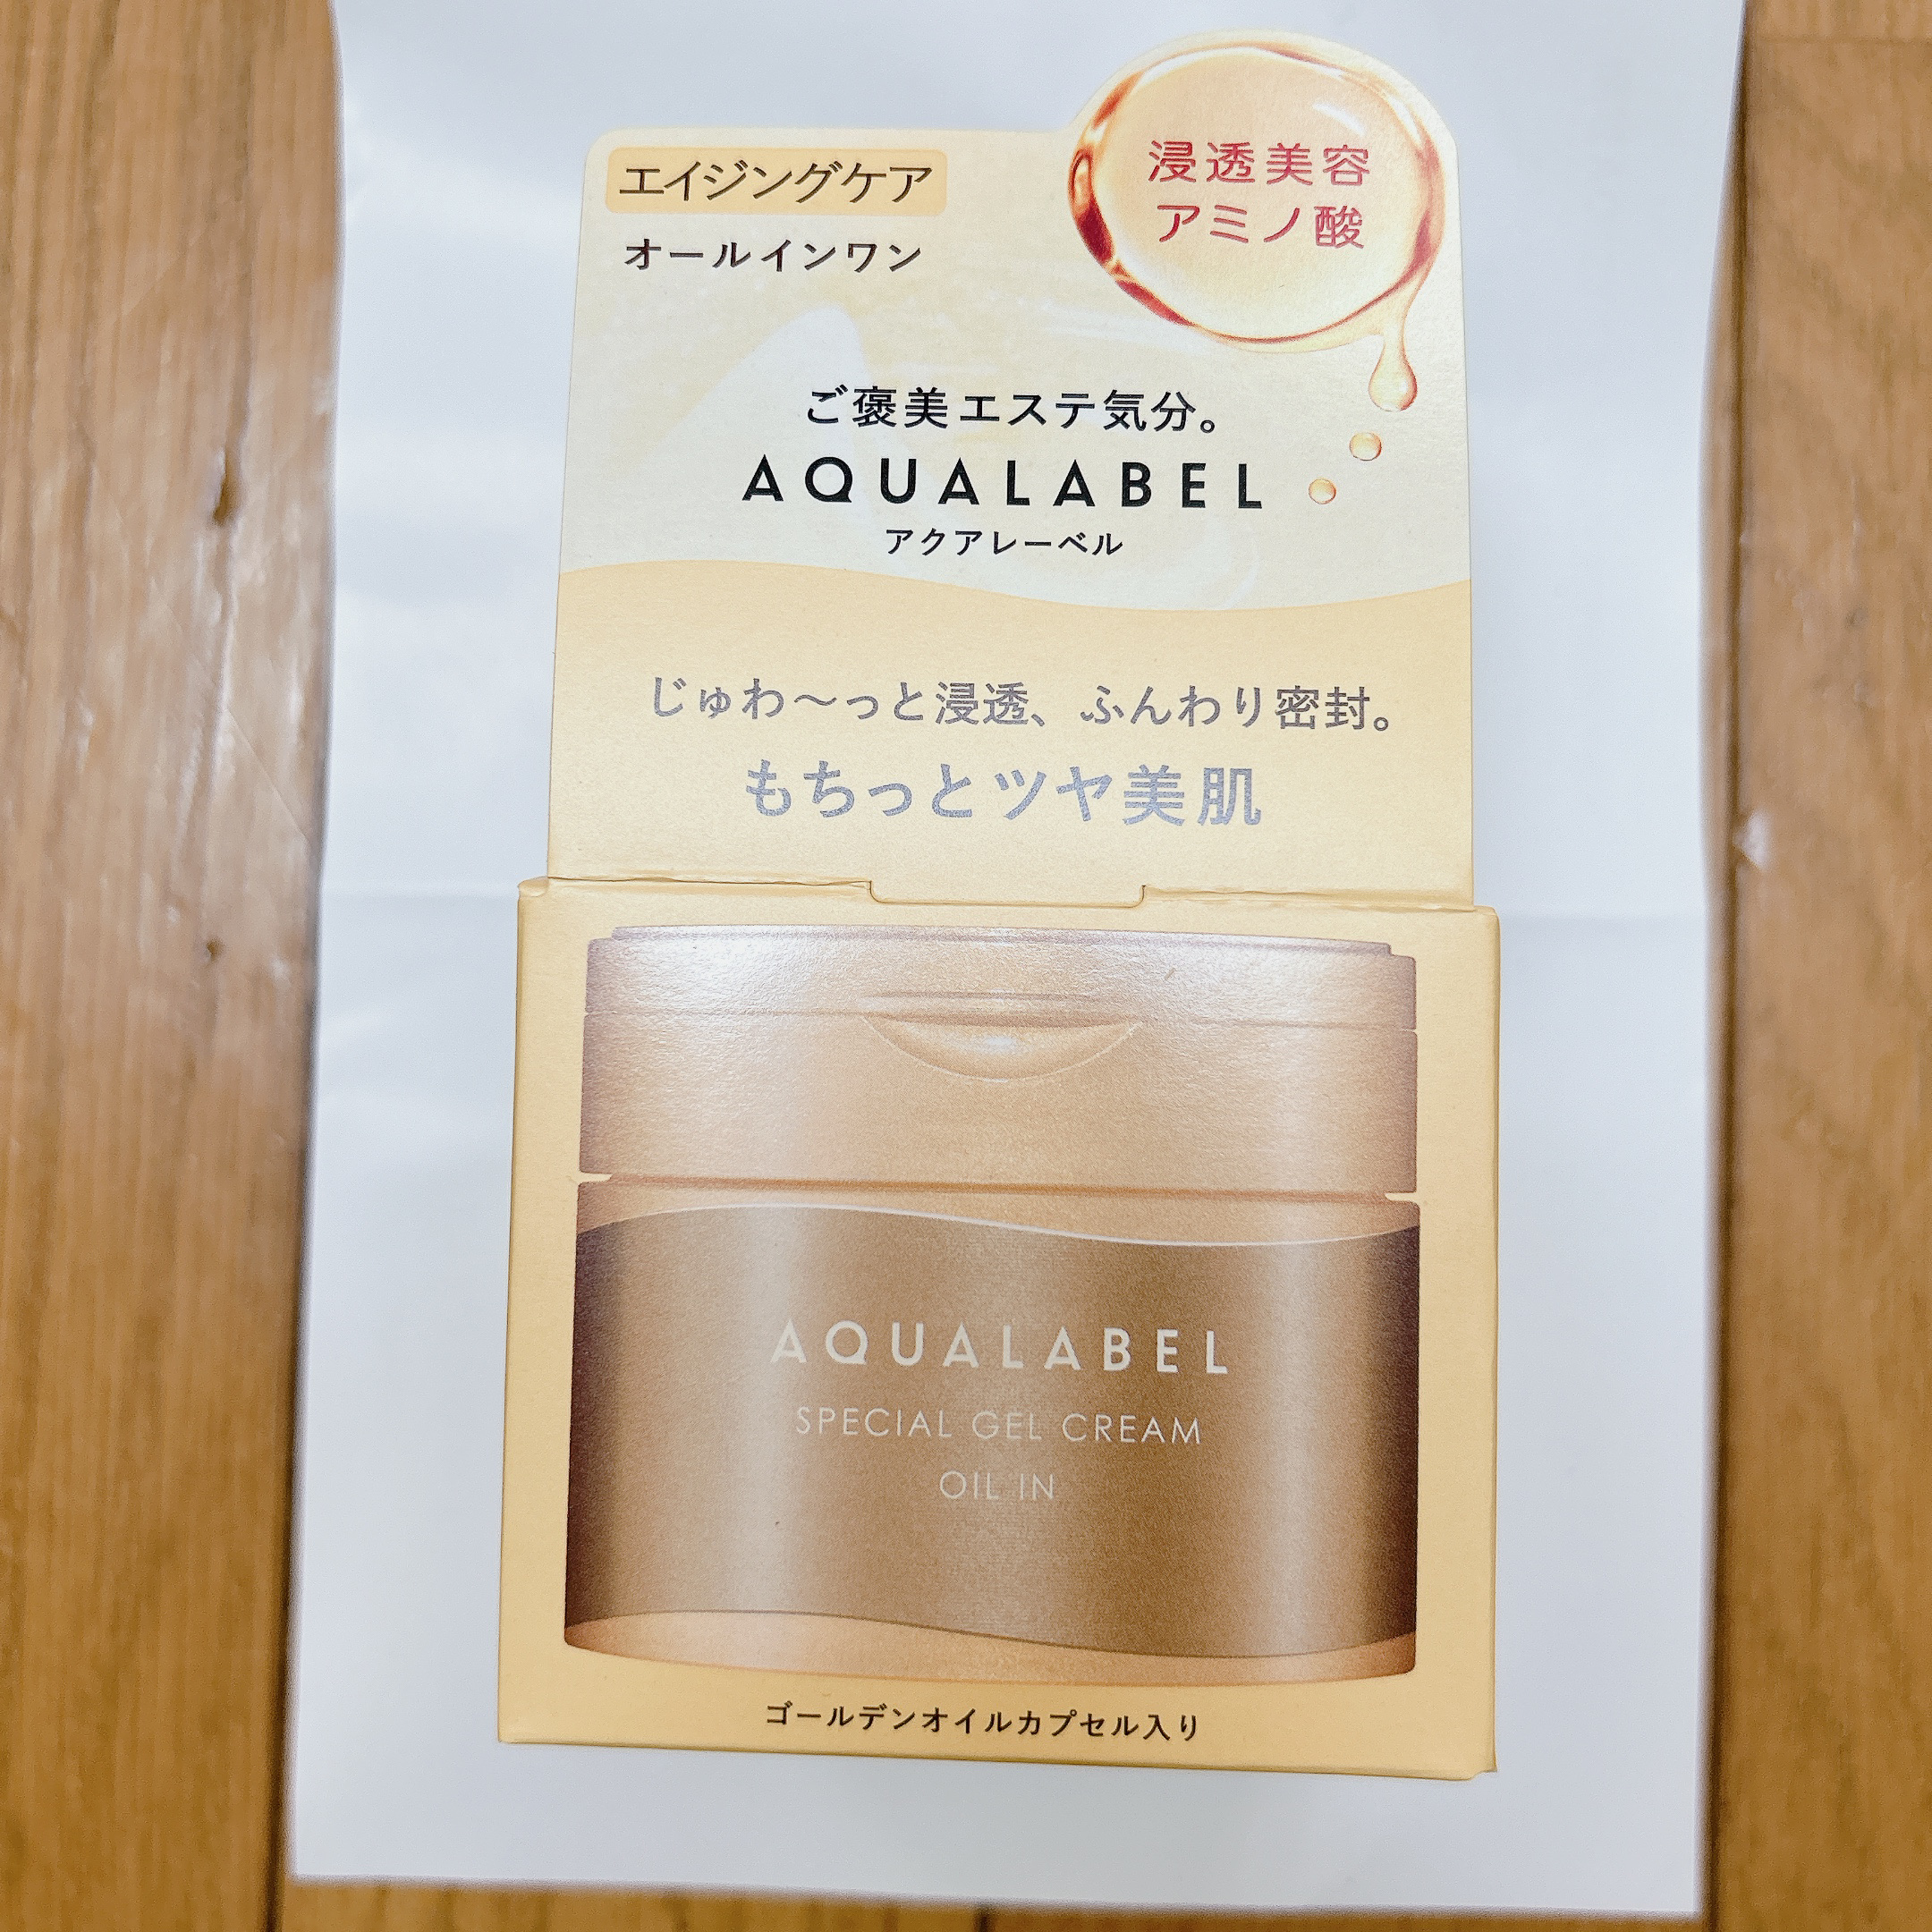 エイジングケア
オールインワン
浸透美容
アミノ酸
ご褒美エステ気分。
AQUALABEL
アクアレーベル
じゅわ～っと浸透、ふんわり密封。
もちっとツヤ美肌
AQUALABEL
SPECIAL GEL CREAM
OIL IN
ゴールデンオイルカプセル入り